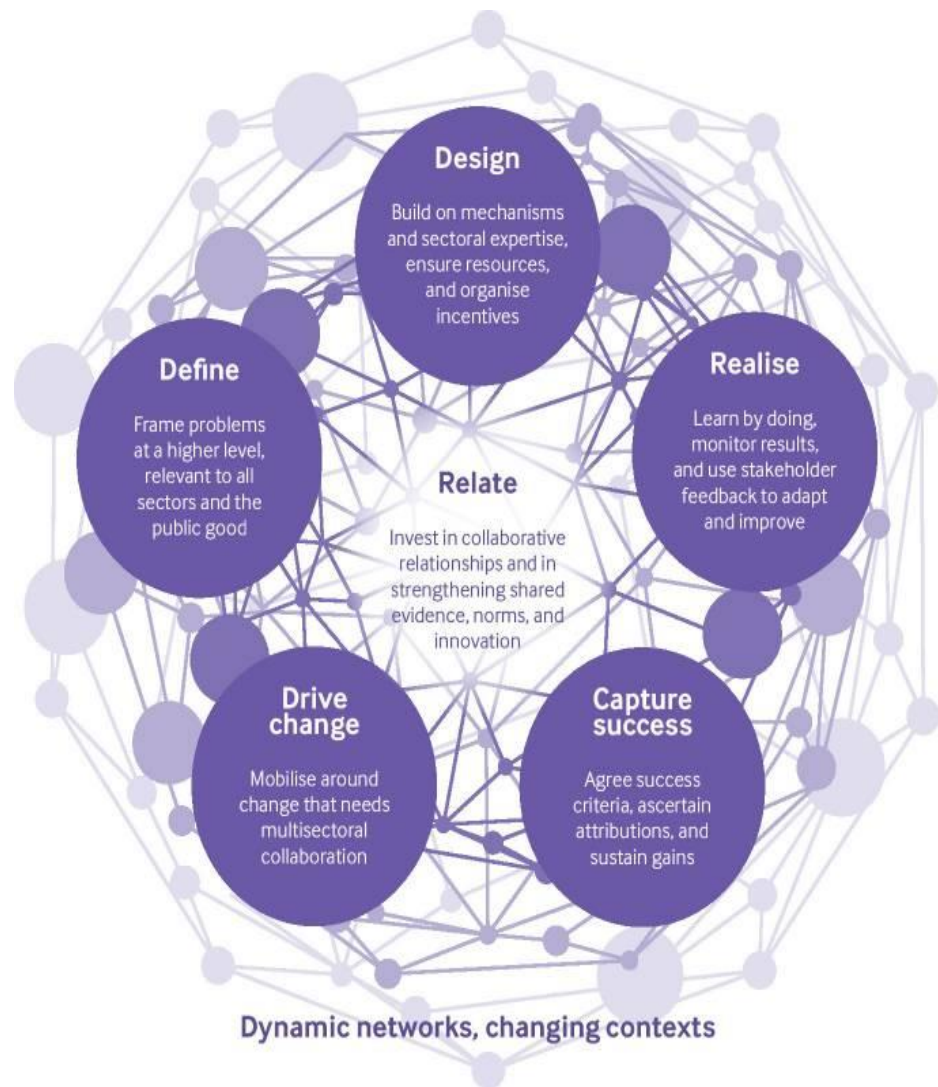 Design
Build on mechanisms
and sectoral expertise,
ensure resources,
and organise
incentives
Define
Frame problems
at a higher level,
relevant to all
sectors and the
public good
Realise
Learn by doing,
monitor results,
and use stakeholder
feedback to adapt
and improve
Relate
Invest in collaborative
relationships and in
strengthening shared
evidence, norms, and
innovation
Drive
change
Mobilise around
change that needs
multisectoral
collaboration
Capture
success
Agree success
criteria, ascertain
attributions, and
sustain gains
Dynamic networks, changing contexts